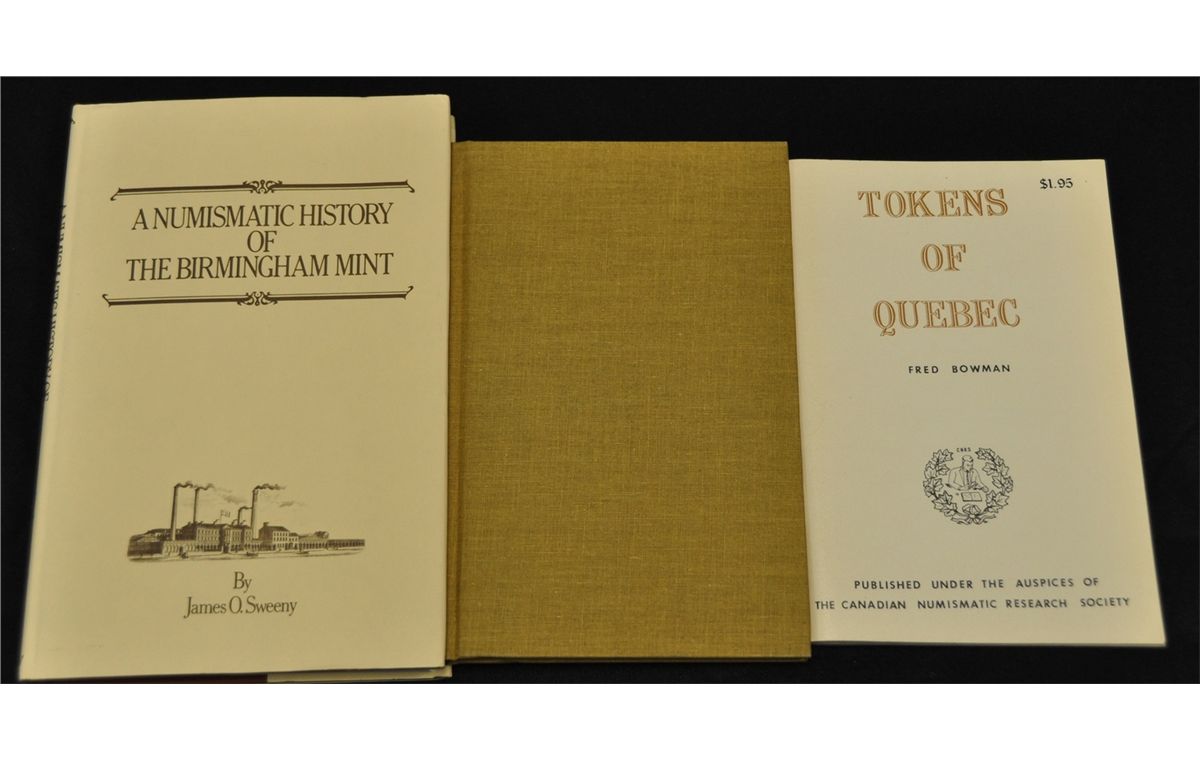 A NUMISMATIC HISTORY
OF
THE BIRMINGHAM MINT
By
James O. Sweeny
$1.95
TOKENS
OF
QUEBEC
FRED BOWMAN
CNRS
PUBLISHED UNDER THE AUSPICES OF
THE CANADIAN NUMISMATIC RESEARCH SOCIETY